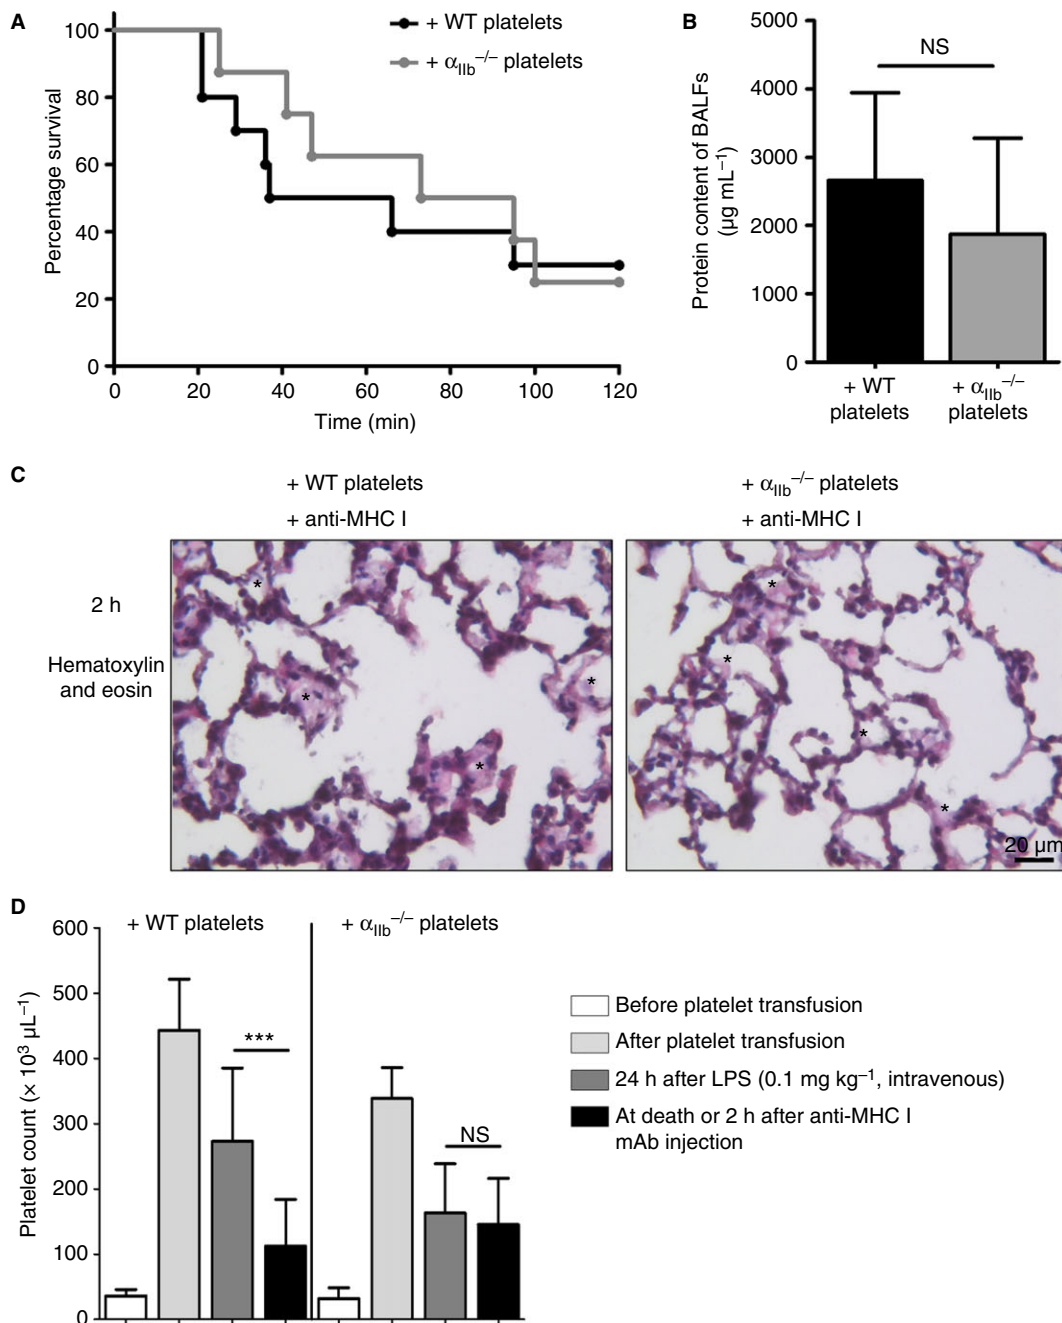 A
+ WT platelets
+ αIIb−/− platelets
Percentage survival
100
80
60
40
20
0
0 20 40 60 80 100 120
Time (min)
B
NS
Protein content of BALFs
(µg mL−1)
5000
4000
3000
2000
1000
0
+ WT
platelets
+ αIIb−/−
platelets
C
+ WT platelets
+ anti-MHC I
+ αIIb−/− platelets
+ anti-MHC I
2 h
Hematoxylin
and eosin
* * * *
* * * *
20 µm
D
+ WT platelets
+ αIIb−/− platelets
Platelet count (× 103 µL−1)
600
500
400
300
200
100
0
***
NS
Before platelet transfusion
After platelet transfusion
24 h after LPS (0.1 mg kg−1, intravenous)
At death or 2 h after anti-MHC I
mAb injection